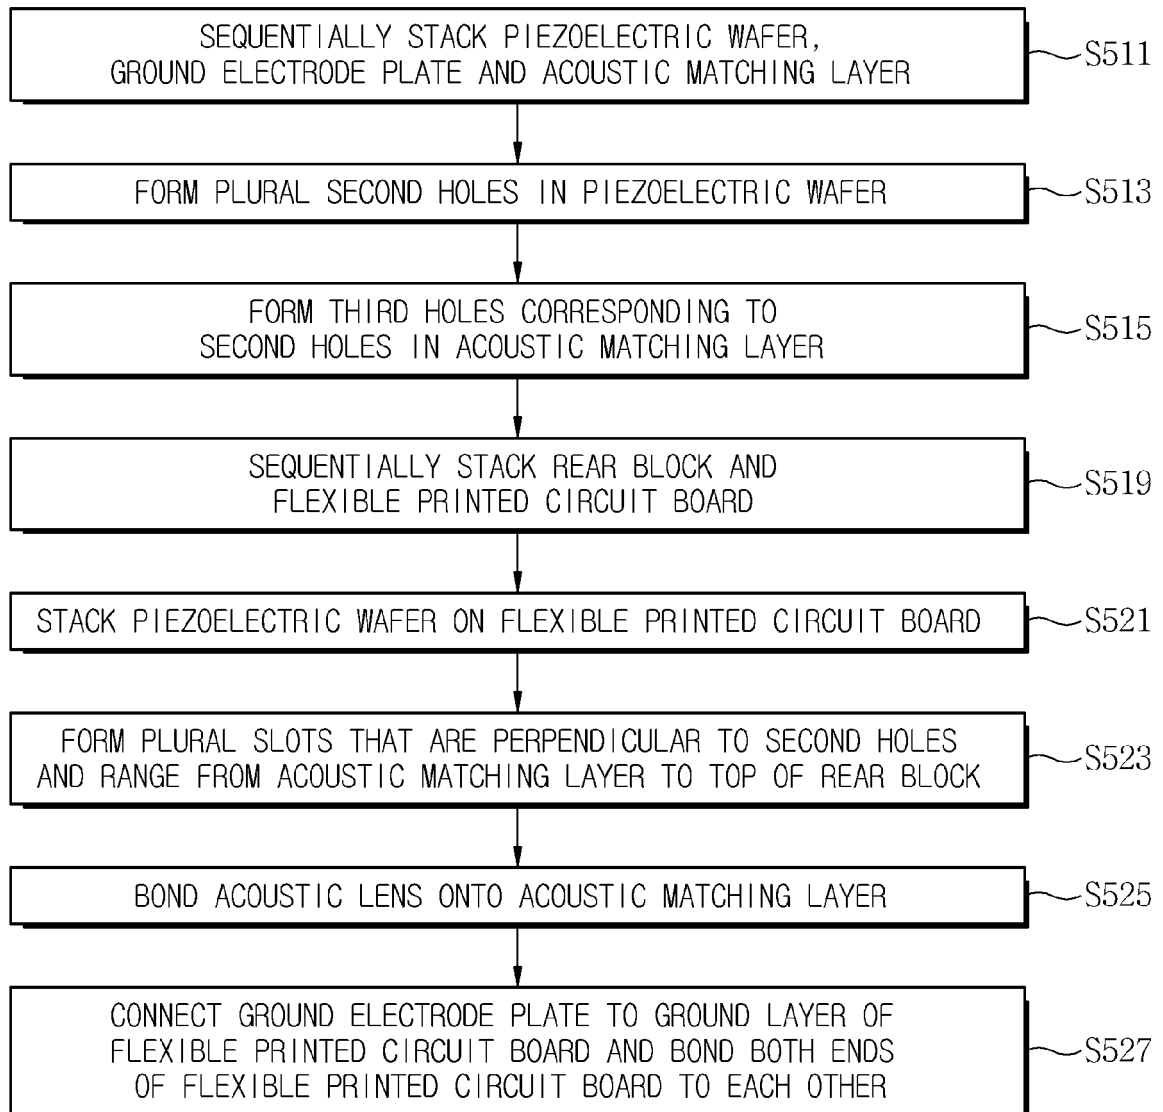 SEQUENTIALLY STACK PIEZOELECTRIC WAFER,
GROUND ELECTRODE PLATE AND ACOUSTIC MATCHING LAYER
S511
FORM PLURAL SECOND HOLES IN PIEZOELECTRIC WAFER
S513
FORM THIRD HOLES CORRESPONDING TO
SECOND HOLES IN ACOUSTIC MATCHING LAYER
S515
SEQUENTIALLY STACK REAR BLOCK AND
FLEXIBLE PRINTED CIRCUIT BOARD
S519
STACK PIEZOELECTRIC WAFER ON FLEXIBLE PRINTED CIRCUIT BOARD
S521
FORM PLURAL SLOTS THAT ARE PERPENDICULAR TO SECOND HOLES
AND RANGE FROM ACOUSTIC MATCHING LAYER TO TOP OF REAR BLOCK
S523
BOND ACOUSTIC LENS ONTO ACOUSTIC MATCHING LAYER
S525
CONNECT GROUND ELECTRODE PLATE TO GROUND LAYER OF
FLEXIBLE PRINTED CIRCUIT BOARD AND BOND BOTH ENDS
OF FLEXIBLE PRINTED CIRCUIT BOARD TO EACH OTHER
S527